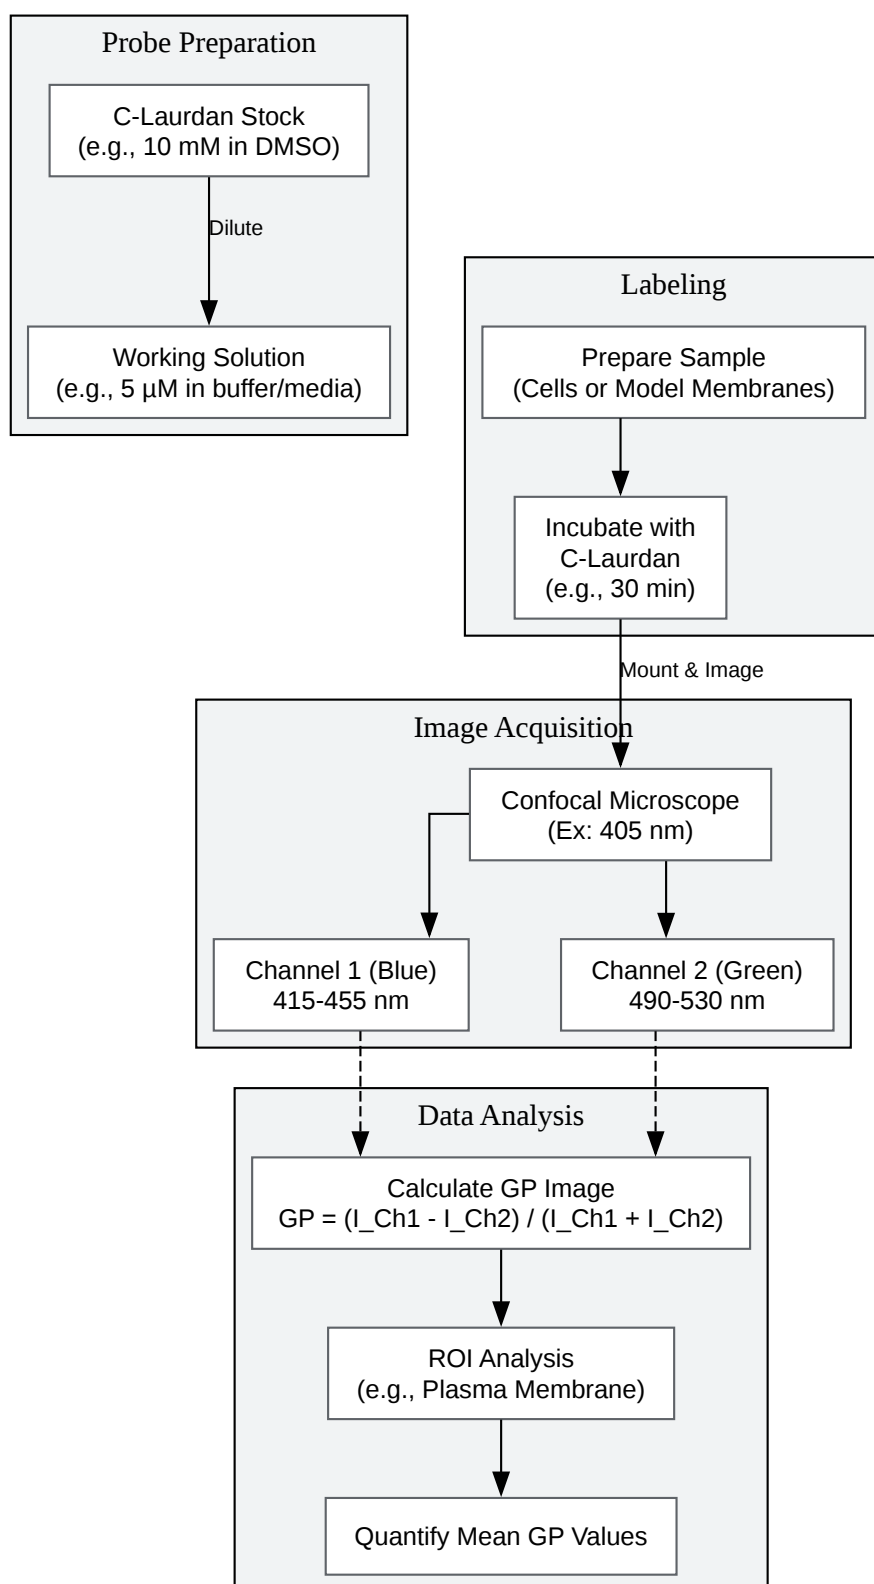 Probe Preparation
C-Laurdan Stock
(e.g., 10 mM in DMSO)
Dilute
Working Solution
(e.g., 5 µM in buffer/media)
Labeling
Prepare Sample
(Cells or Model Membranes)
Incubate with
C-Laurdan
(e.g., 30 min)
Mount & Image
Image Acquisition
Confocal Microscope
(Ex: 405 nm)
Channel 1 (Blue)
415-455 nm
Channel 2 (Green)
490-530 nm
Data Analysis
Calculate GP Image
GP = (I_Ch1 - I_Ch2) / (I_Ch1 + I_Ch2)
ROI Analysis
(e.g., Plasma Membrane)
Quantify Mean GP Values